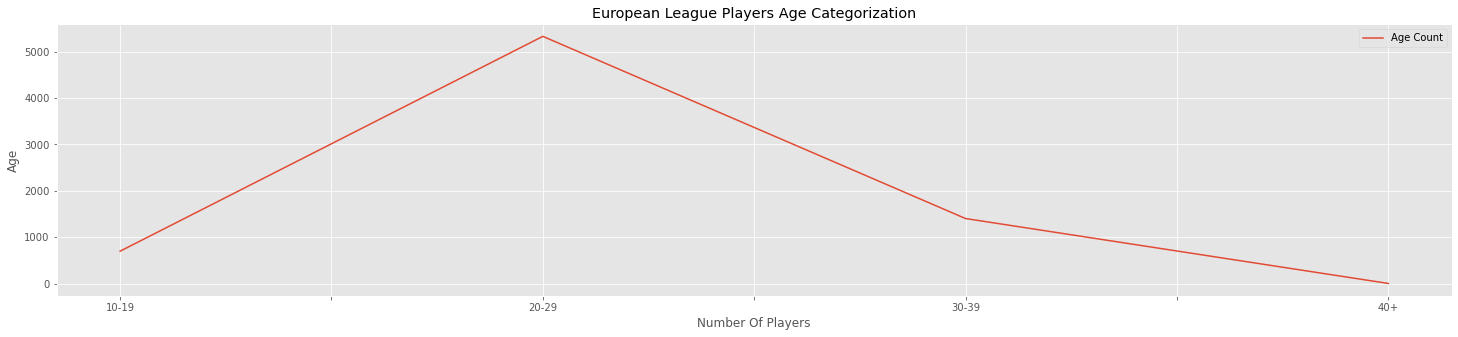 European League Players Age Categorization
Age Count
5000
4000
3000
2000
1000
0
Age
10-19
20-29
30-39
40+
Number Of Players